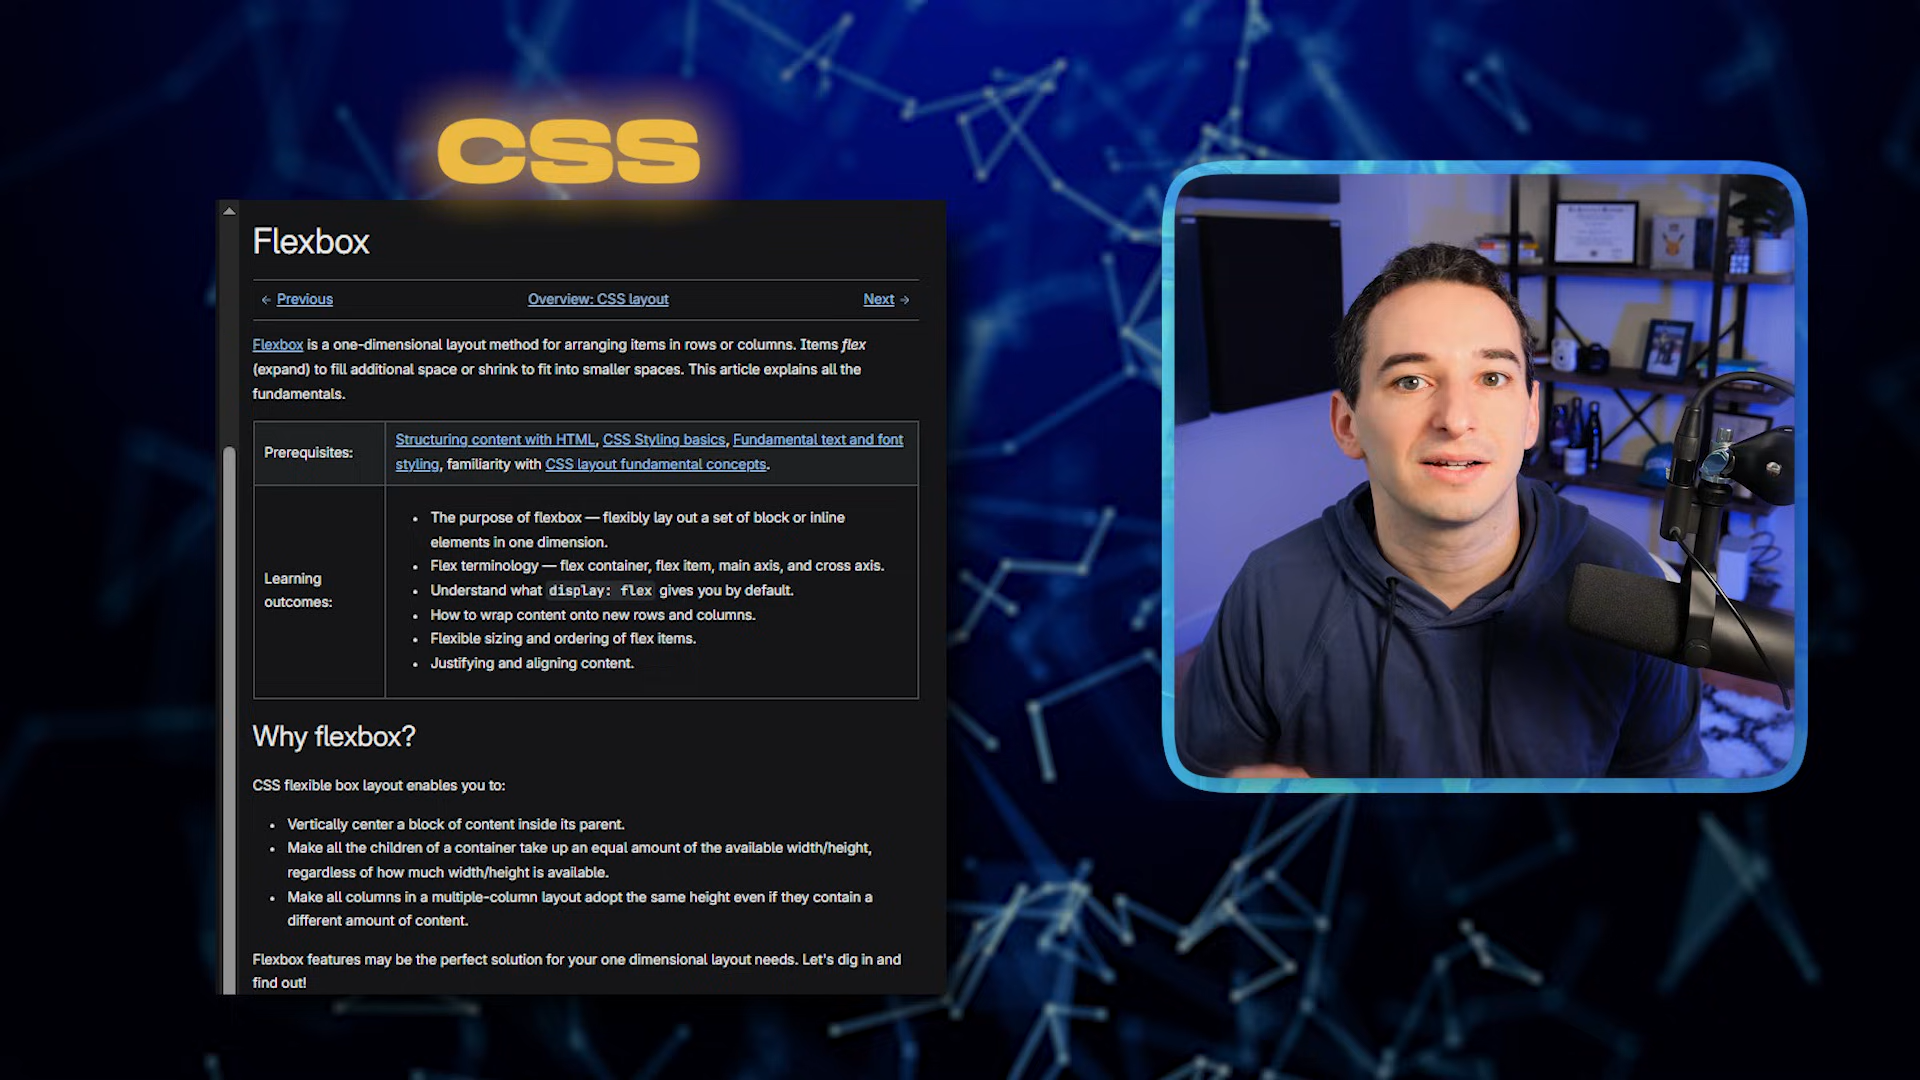 CSS
Flexbox
← Previous
Overview: CSS layout
Next →
Flexbox is a one-dimensional layout method for arranging items in rows or columns. Items flex
(expand) to fill additional space or shrink to fit into smaller spaces. This article explains all the
fundamentals.
Prerequisites:
Structuring content with HTML, CSS Styling basics, Fundamental text and font
styling, familiarity with CSS layout fundamental concepts.
Learning
outcomes:
• The purpose of flexbox — flexibly lay out a set of block or inline
elements in one dimension.
• Flex terminology — flex container, flex item, main axis, and cross axis.
• Understand what display: flex gives you by default.
• How to wrap content onto new rows and columns.
• Flexible sizing and ordering of flex items.
• Justifying and aligning content.
Why flexbox?
CSS flexible box layout enables you to:
• Vertically center a block of content inside its parent.
• Make all the children of a container take up an equal amount of the available width/height,
regardless of how much width/height is available.
• Make all columns in a multiple-column layout adopt the same height even if they contain a
different amount of content.
Flexbox features may be the perfect solution for your one dimensional layout needs. Let's dig in and
find out!